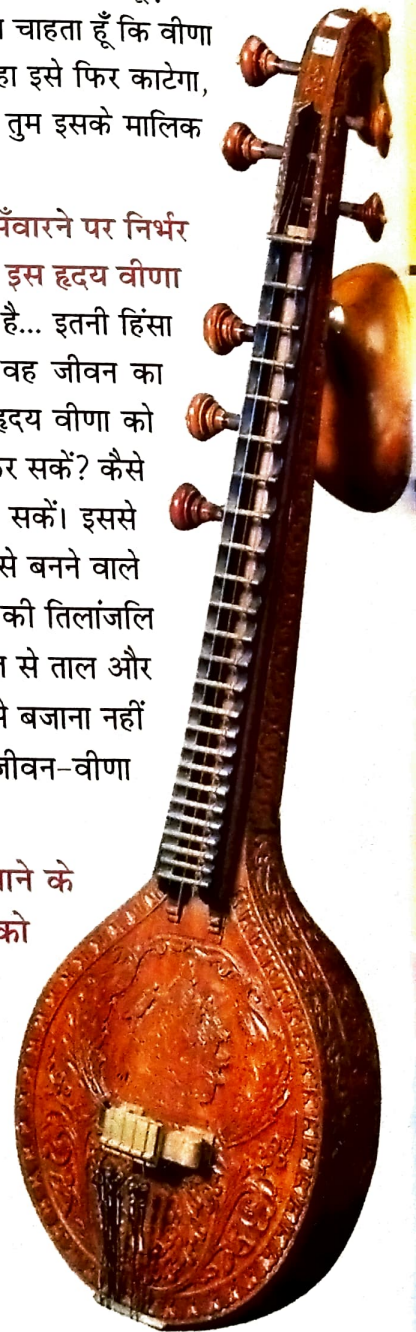 चाहता हूँ कि वीणा
इसे फिर काटेगा,
तुम इसके मालिक
सँवारने पर निर्भर
इस हृदय वीणा
है... इतनी हिंसा
वह जीवन का
हृदय वीणा को
सकें? कैसे
सकें। इससे
से बनने वाले
की तिलांजलि
से ताल और
बजाना नहीं
जीवन-वीणा
के
को